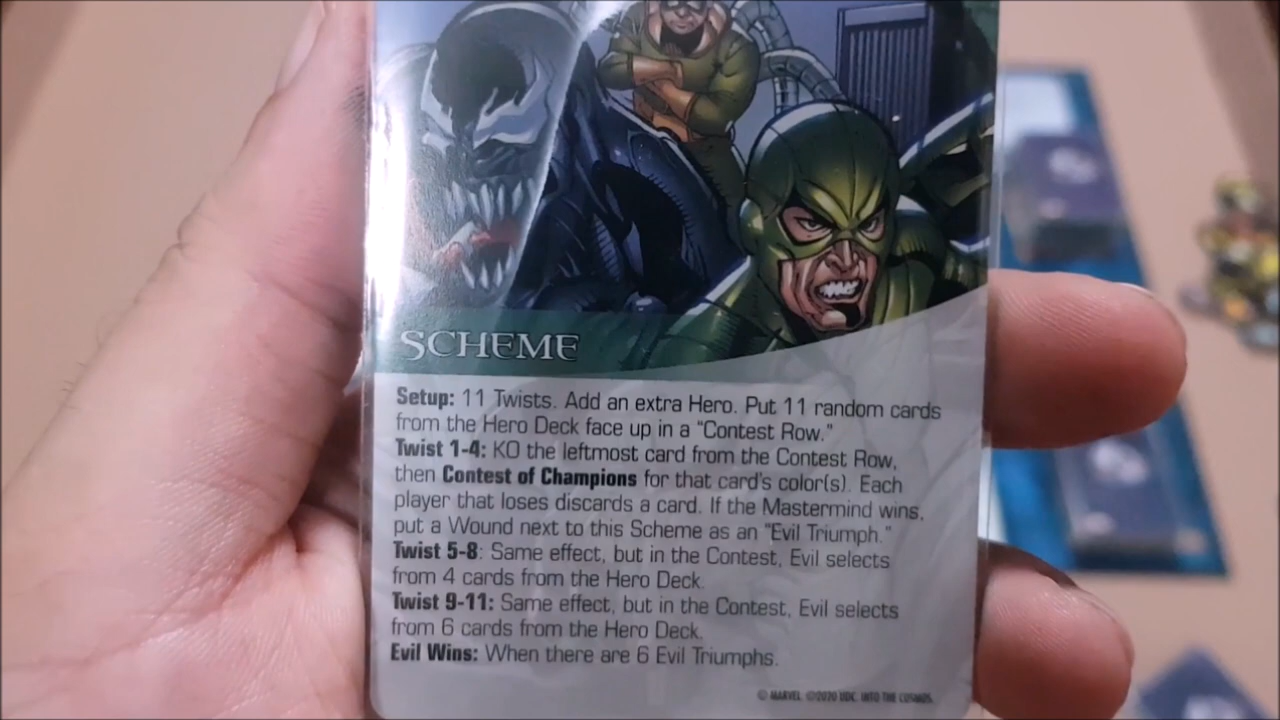 SCHEME
Setup: 11 Twists. Add an extra Hero. Put 11 random cards
from the Hero Deck face up in a "Contest Row."
Twist 1-4: KO the leftmost card from the Contest Row,
then Contest of Champions for that card's color(s). Each
player that loses discards a card. If the Mastermind wins,
put a Wound next to this Scheme as an "Evil Triumph."
Twist 5-8: Same effect, but in the Contest, Evil selects
from 4 cards from the Hero Deck.
Twist 9-11: Same effect, but in the Contest, Evil selects
from 6 cards from the Hero Deck.
Evil Wins: When there are 6 Evil Triumphs.
© MARVEL ©2020 UDC. INTO THE COSMOS.